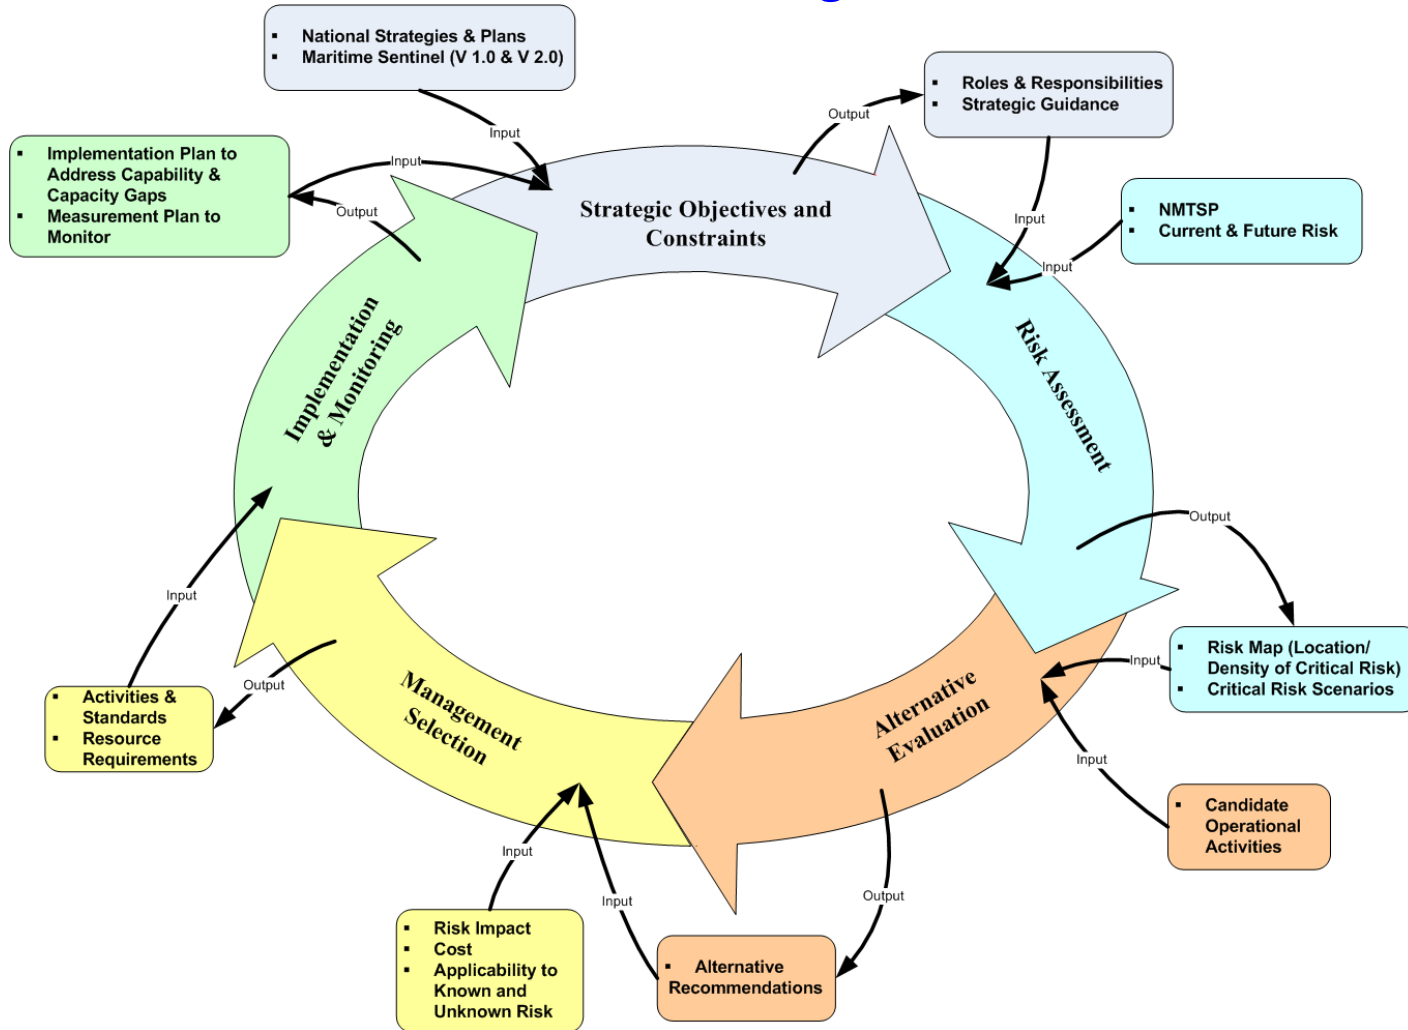 National Strategies & Plans
Maritime Sentinel (V 1.0 & V 2.0)
Input
Roles & Responsibilities
Strategic Guidance
Output
Implementation Plan to
Address Capability &
Capacity Gaps
Measurement Plan to
Monitor
Input
Output
Strategic Objectives and
Constraints
Input
NMTSP
Current & Future Risk
Input
Risk Assessment
Implementation
& Monitoring
Output
Risk Map (Location/
Density of Critical Risk)
Critical Risk Scenarios
Input
Input
Candidate
Operational
Activities
Alternative
Evaluation
Management
Selection
Input
Output
Activities &
Standards
Resource
Requirements
Input
Risk Impact
Cost
Applicability to
Known and
Unknown Risk
Input
Output
Alternative
Recommendations